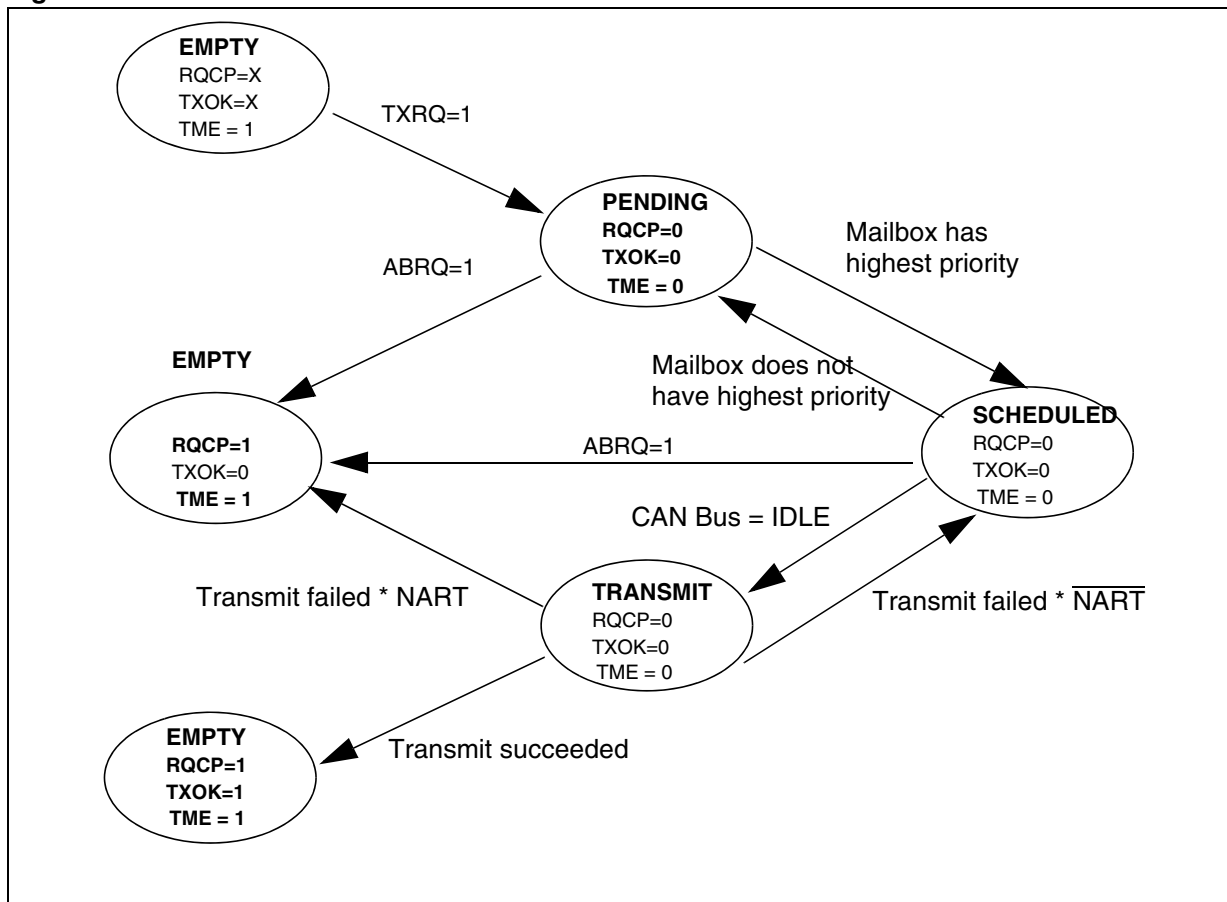 EMPTY
RQCP=X
TXOK=X
TME = 1
TXRQ=1
PENDING
RQCP=0
TXOK=0
TME = 0
Mailbox has
highest priority
ABRQ=1
EMPTY
RQCP=1
TXOK=0
TME = 1
Mailbox does not
have highest priority
ABRQ=1
SCHEDULED
RQCP=0
TXOK=0
TME = 0
CAN Bus = IDLE
Transmit failed * NART
TRANSMIT
RQCP=0
TXOK=0
TME = 0
Transmit failed * N̅A̅R̅T̅
EMPTY
RQCP=1
TXOK=1
TME = 1
Transmit succeeded